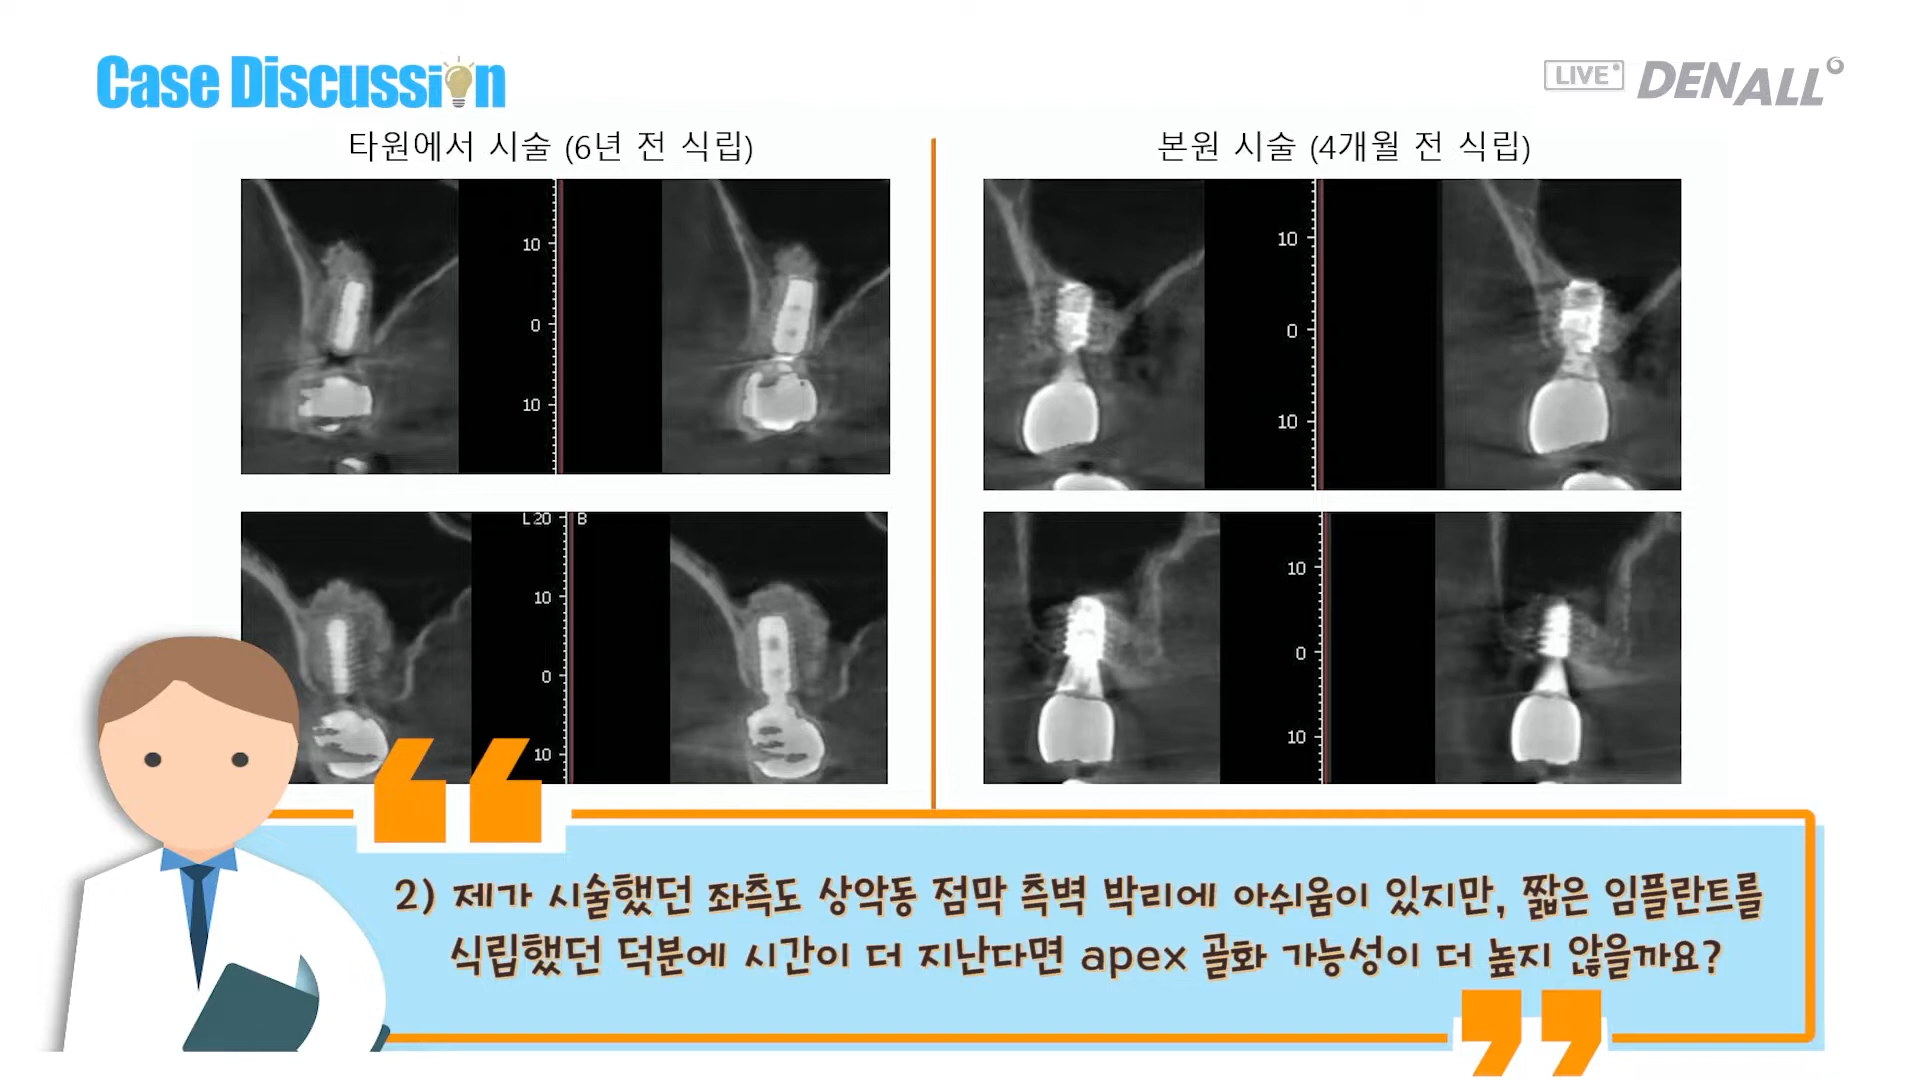 Case Discussion
LIVE DENALL
타원에서 시술 (6년 전 식립)
본원 시술 (4개월 전 식립)
10
0
10
10
0
10
L 20 B
10
0
10
10
0
10
2) 제가 시술했던 좌측도 상악동 점막 측벽 박리에 아쉬움이 있지만, 짧은 임플란트를
식립했던 덕분에 시간이 더 지난다면 apex 골화 가능성이 더 높지 않을까요?